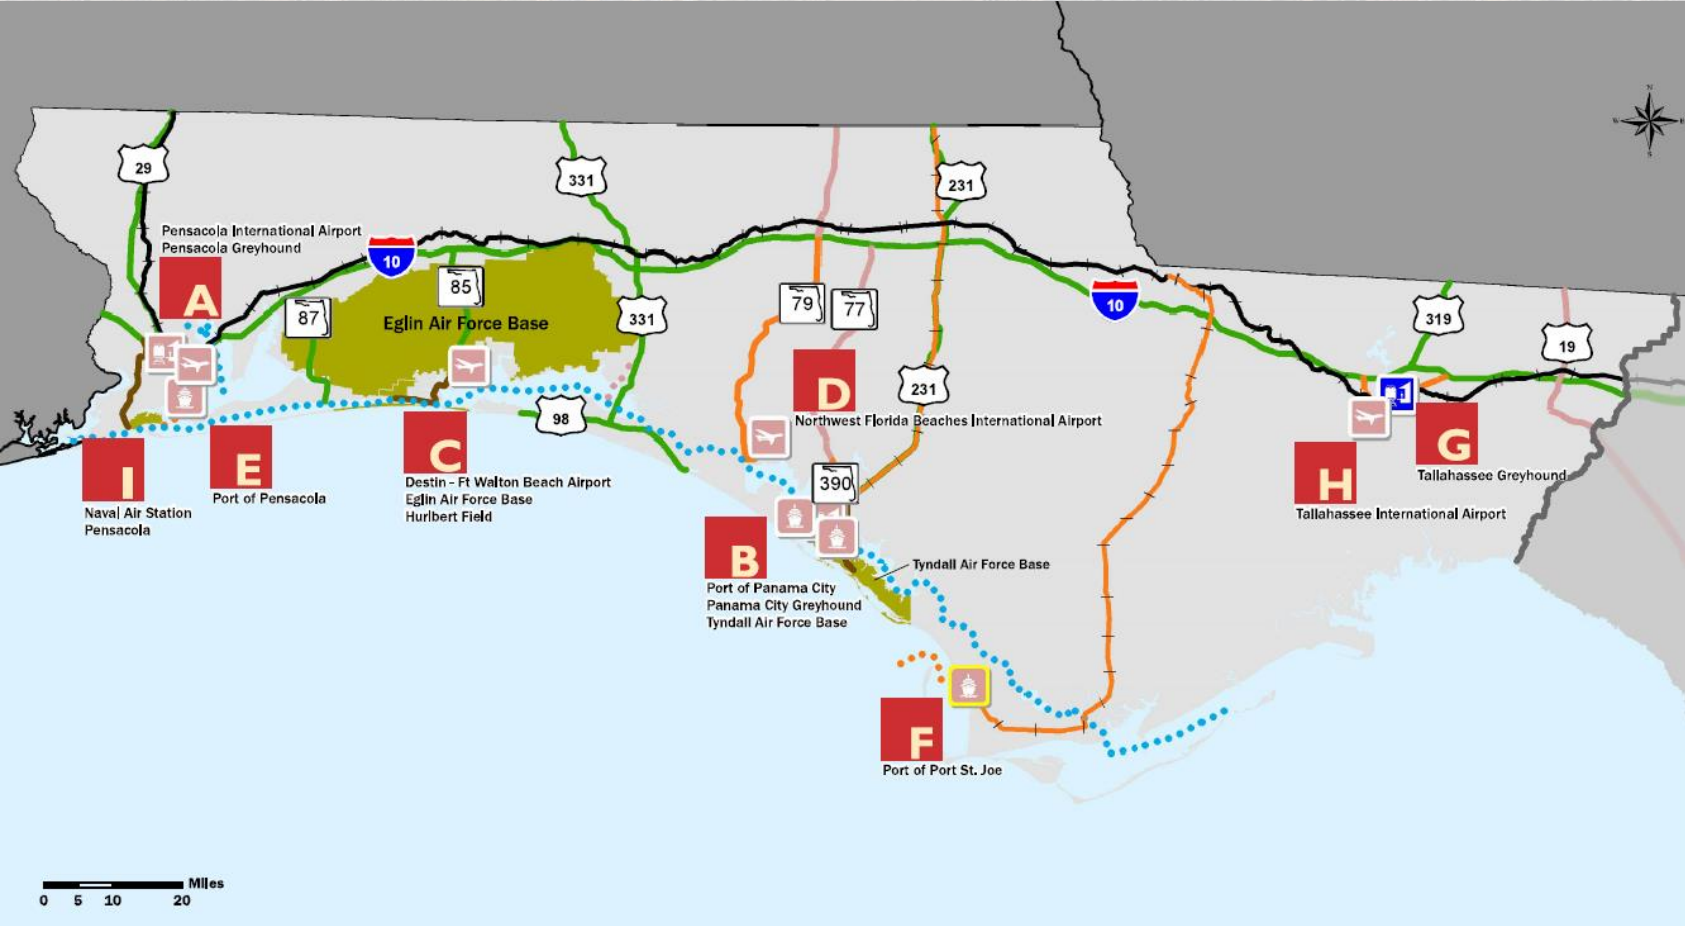 N
W
E
S
29
331
231
Pensacola International Airport
Pensacola Greyhound
A
10
87
85
Eglin Air Force Base
331
79
77
10
319
19
D
Northwest Florida Beaches International Airport
231
98
390
I
Naval Air Station
Pensacola
E
Port of Pensacola
C
Destin - Ft Walton Beach Airport
Eglin Air Force Base
Hurlbert Field
G
Tallahassee Greyhound
H
Tallahassee International Airport
B
Port of Panama City
Panama City Greyhound
Tyndall Air Force Base
Tyndall Air Force Base
F
Port of Port St. Joe
Miles
0 5 10 20